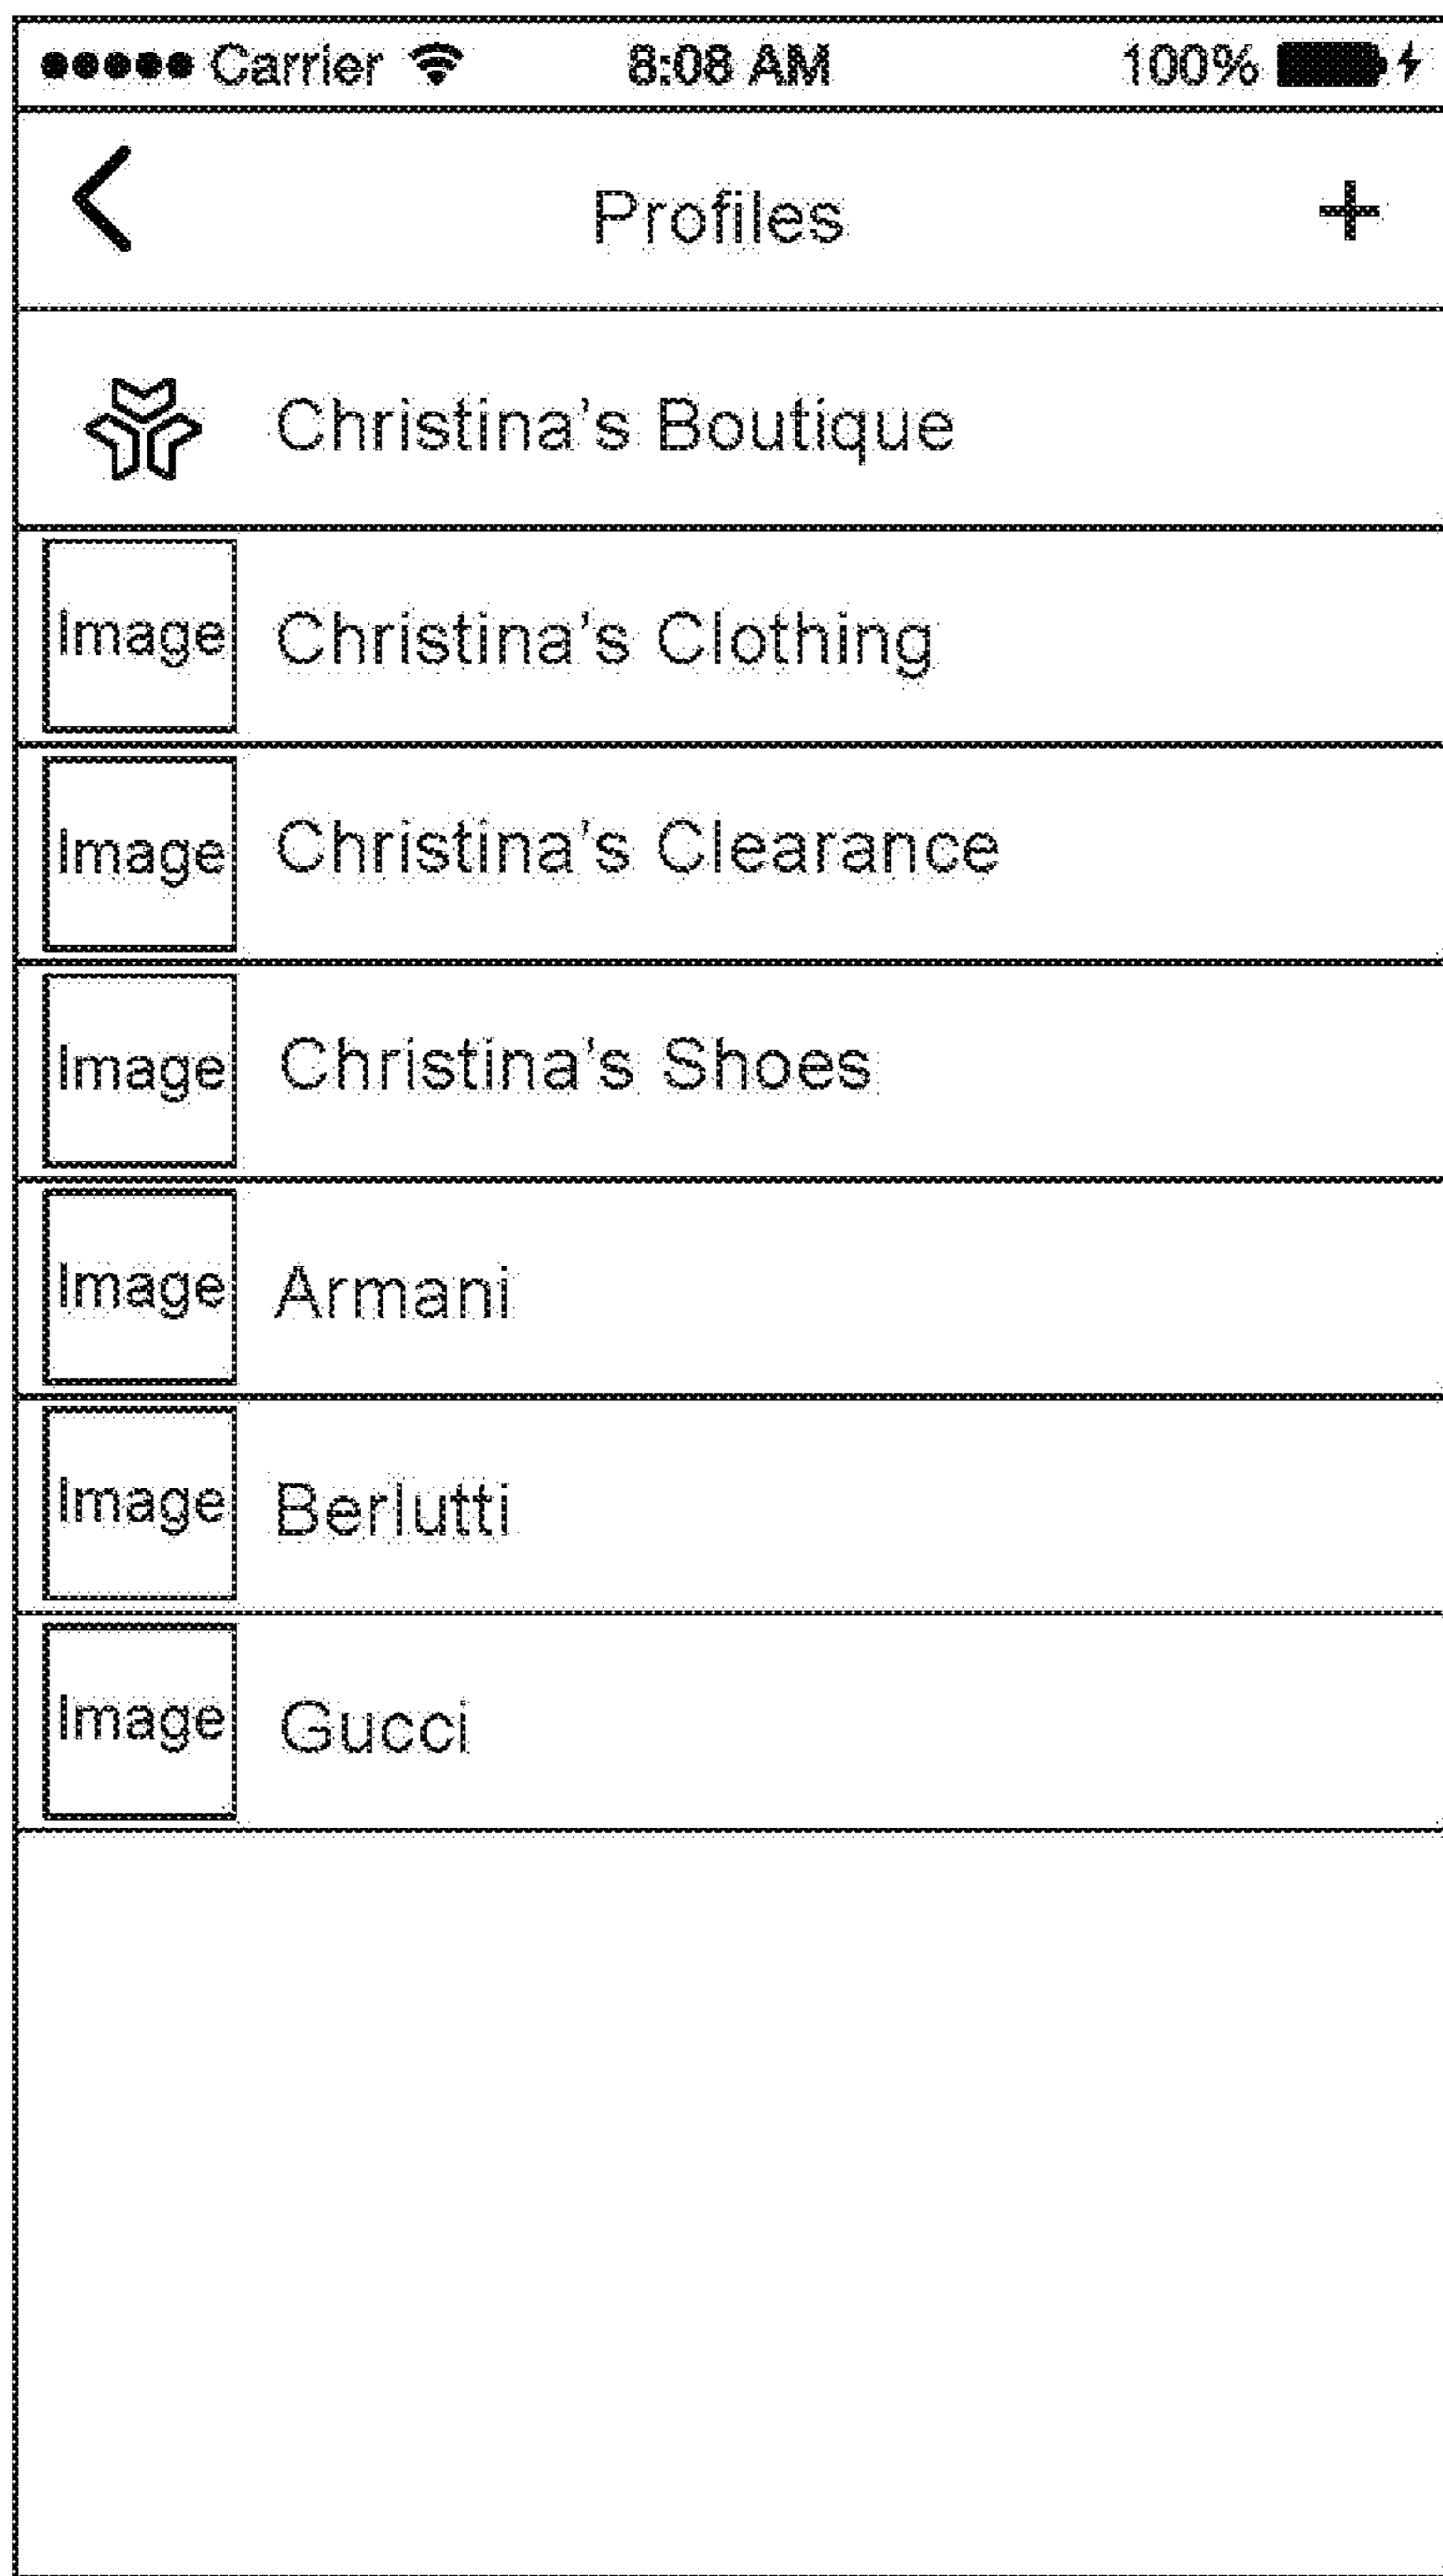 Carrier 8:08 AM 100%
Profiles +
Christina's Boutique
Image Christina's Clothing
Image Christina's Clearance
Image Christina's Shoes
Image Armani
Image Berlutti
Image Gucci